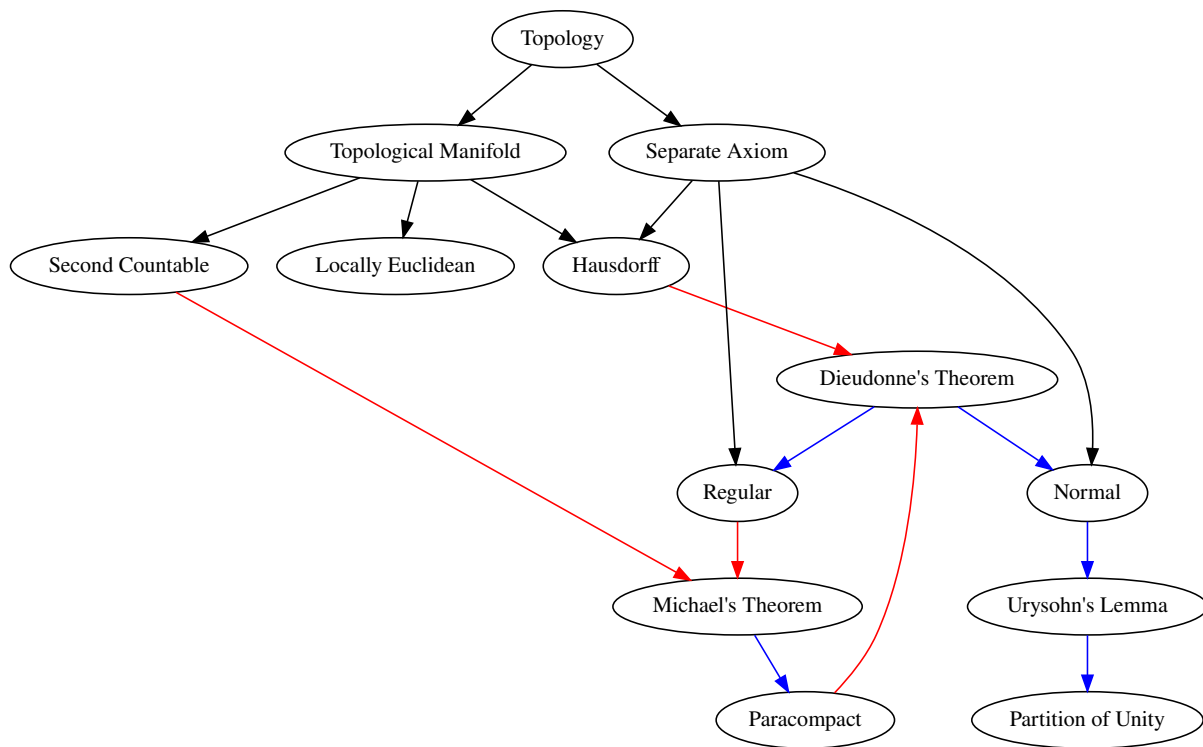 Topology
Topological Manifold
Separate Axiom
Second Countable
Locally Euclidean
Hausdorff
Dieudonne's Theorem
Regular
Normal
Michael's Theorem
Urysohn's Lemma
Paracompact
Partition of Unity